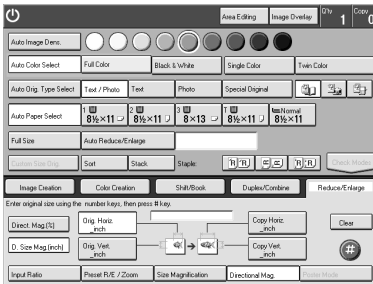 Area Editing Image Overlay Q'ty 1 Copy 0
Auto Image Dens.
Auto Color Select Full Color Black & White Single Color Twin Color
Auto Orig. Type Select Text / Photo Text Photo Special Original
Auto Paper Select 1 8½×11 2 8½×11 3 8×13 T 8½×11 Normal 8½×11
Full Size Auto Reduce/Enlarge
Custom Size Orig. Sort Stack Staple: Check Modes
Image Creation Color Creation Shift/Book Duplex/Combine Reduce/Enlarge
Enter original size using the number keys, then press # key.
Direct. Mag.(%) Orig. Horiz. _inch Copy Horiz. _inch Clear
D. Size Mag.(inch) Orig. Vert. _inch Copy Vert. _inch #
Input Ratio Preset R/E / Zoom Size Magnification Directional Mag. Poster Mode